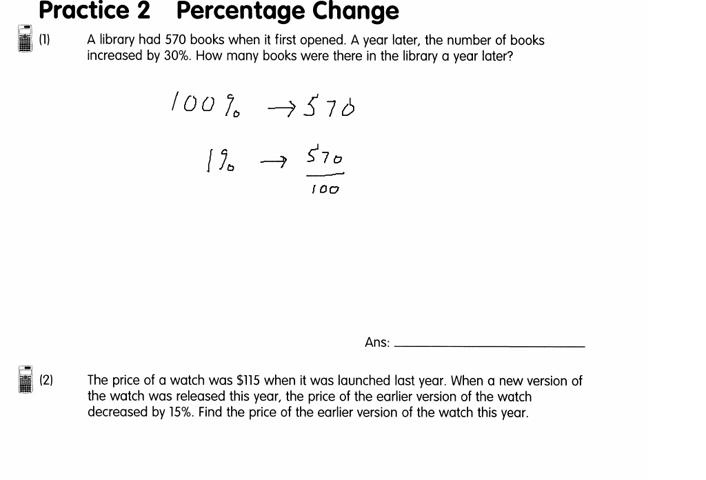 Practice 2 Percentage Change
(1) A library had 570 books when it first opened. A year later, the number of books
increased by 30%. How many books were there in the library a year later?
100% → 570
1% → 570
100
Ans:
(2) The price of a watch was $115 when it was launched last year. When a new version of
the watch was released this year, the price of the earlier version of the watch
decreased by 15%. Find the price of the earlier version of the watch this year.